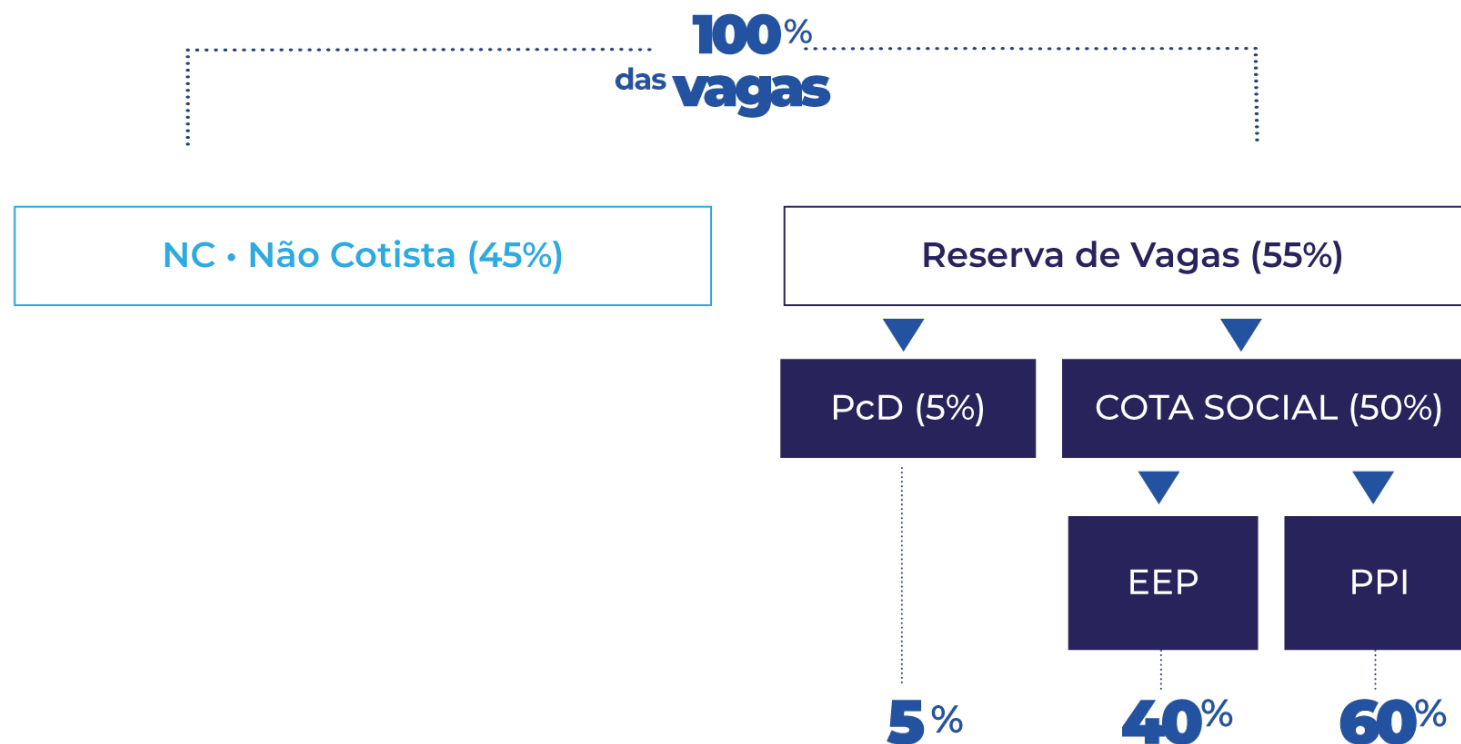 100%
das vagas
NC • Não Cotista (45%)
Reserva de Vagas (55%)
PcD (5%)
COTA SOCIAL (50%)
EEP
PPI
5%
40%
60%